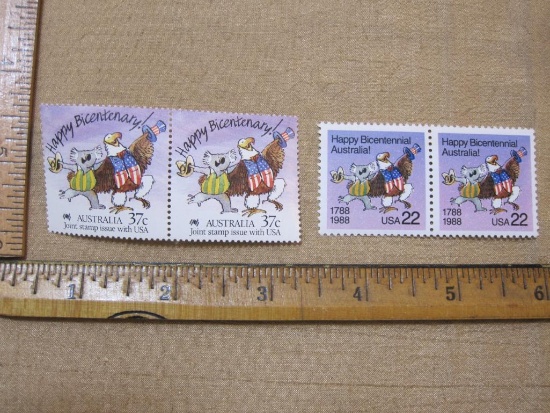 Happy Bicentenary!
AUSTRALIA 37c
Joint stamp issue with USA
Happy Bicentenary!
AUSTRALIA 37c
Joint stamp issue with USA
Happy Bicentennial
Australia!
1788
1988
USA 22
Happy Bicentennial
Australia!
1788
1988
USA 22
5
1
2
3
4
5
6